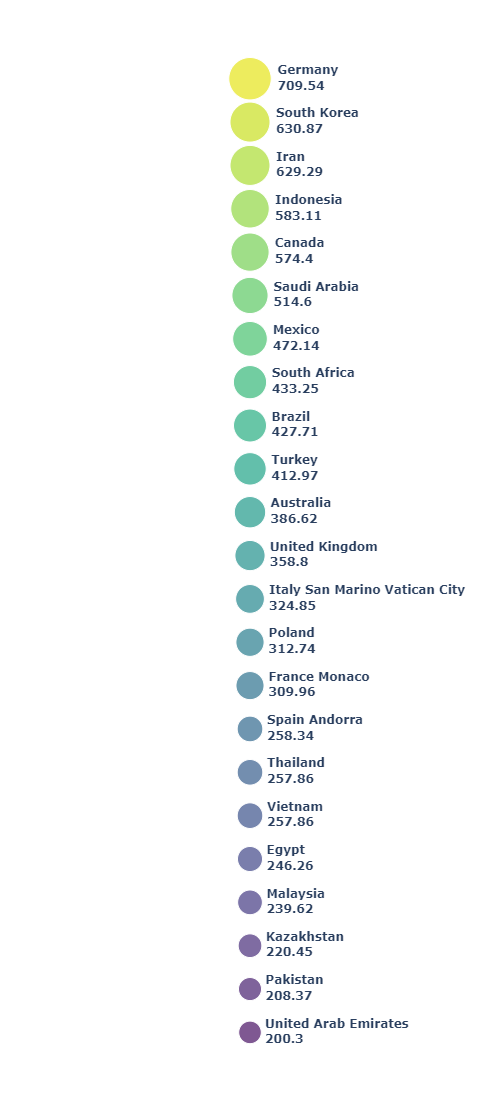 Germany
709.54
South Korea
630.87
Iran
629.29
Indonesia
583.11
Canada
574.4
Saudi Arabia
514.6
Mexico
472.14
South Africa
433.25
Brazil
427.71
Turkey
412.97
Australia
386.62
United Kingdom
358.8
Italy San Marino Vatican City
324.85
Poland
312.74
France Monaco
309.96
Spain Andorra
258.34
Thailand
257.86
Vietnam
257.86
Egypt
246.26
Malaysia
239.62
Kazakhstan
220.45
Pakistan
208.37
United Arab Emirates
200.3